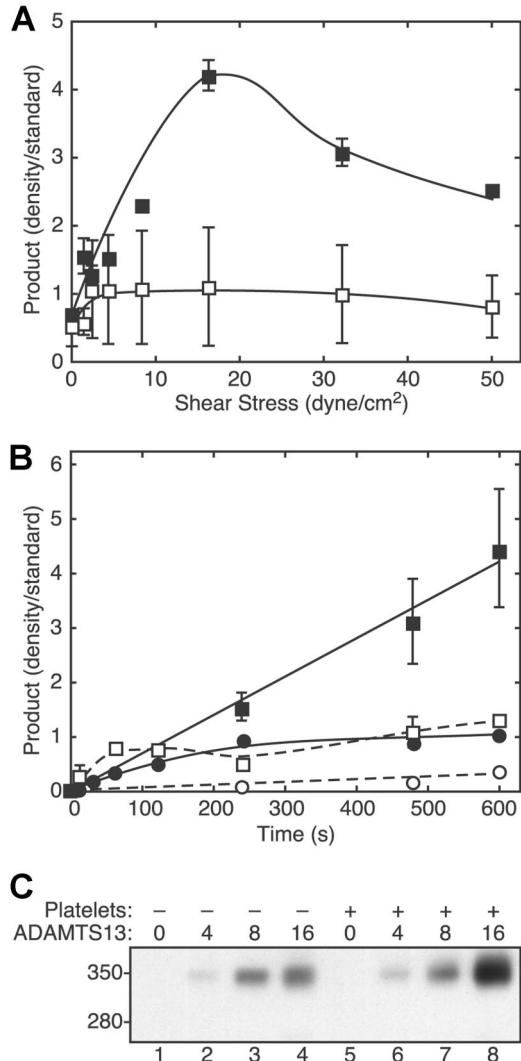 A
5
4
3
2
1
0
0 10 20 30 40 50
Product (density/standard)
Shear Stress (dyne/cm²)
B
6
5
4
3
2
1
0
0 100 200 300 400 500 600
Product (density/standard)
Time (s)
C
Platelets: – – – – + + + +
ADAMTS13: 0 4 8 16 0 4 8 16
350
280
1 2 3 4 5 6 7 8